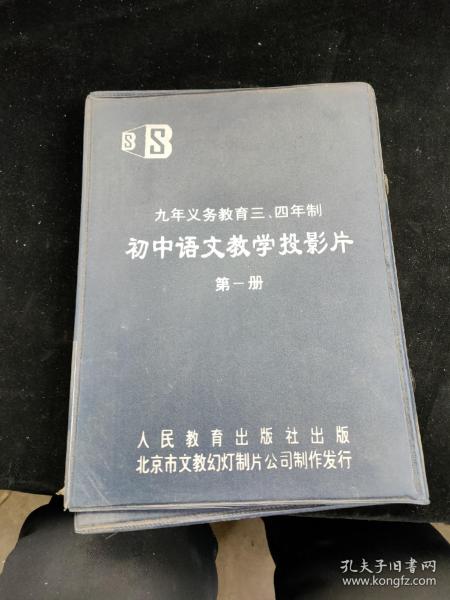 S S
九年义务教育三、四年制
初中语文教学投影片
第一册
人民教育出版社出版
北京市文教幻灯制片公司制作发行
孔夫子旧书网
www.kongfz.com